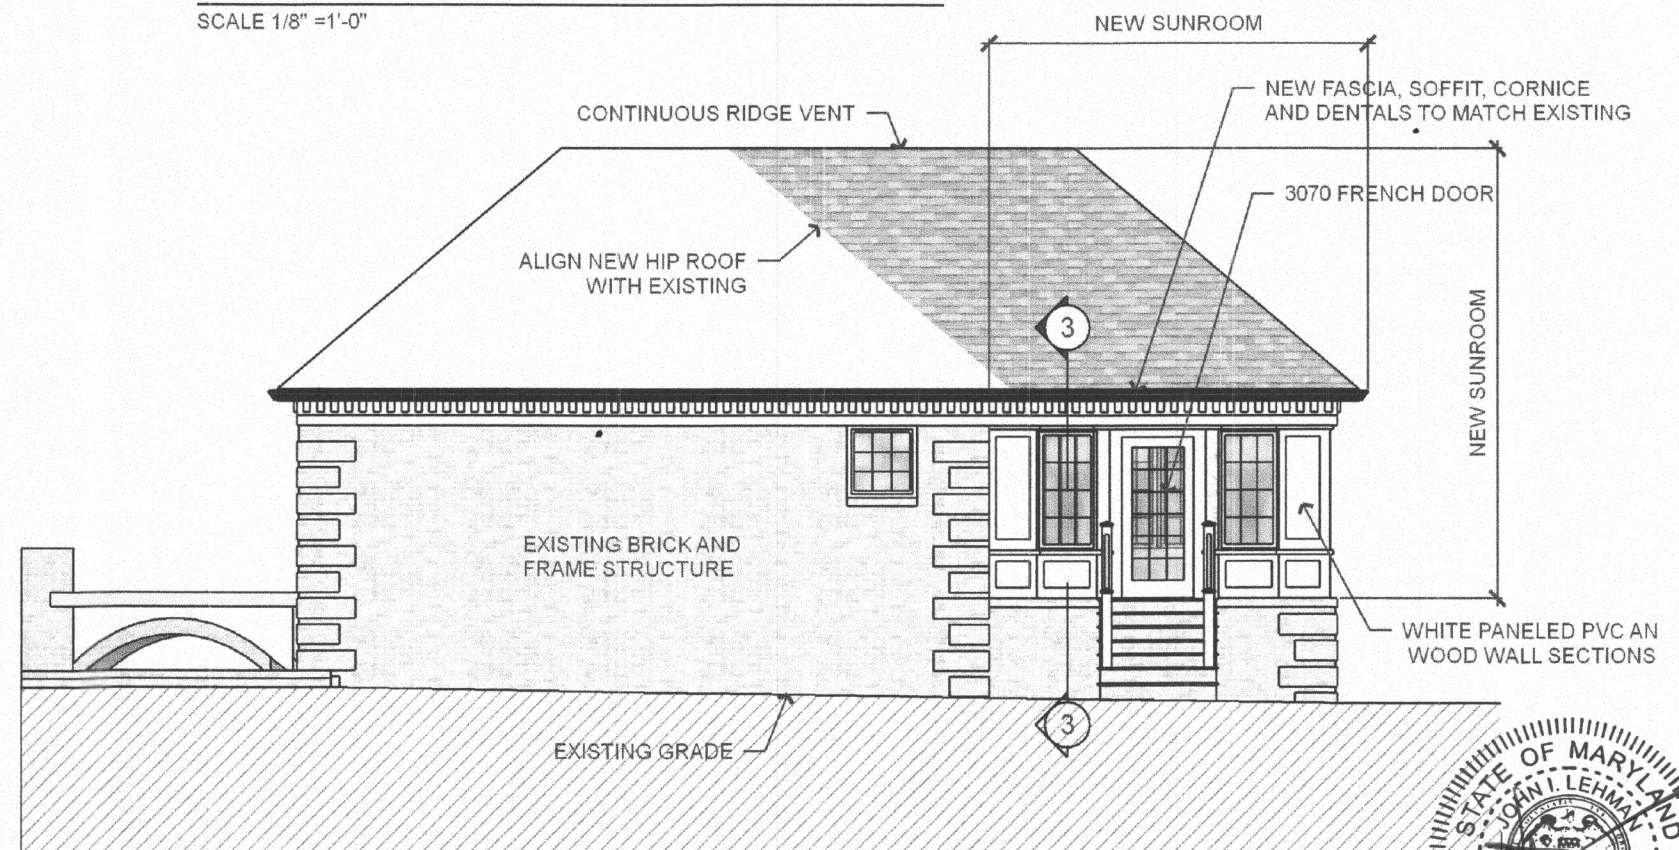 SCALE 1/8" =1'-0"
NEW SUNROOM
NEW FASCIA, SOFFIT, CORNICE
AND DENTALS TO MATCH EXISTING
CONTINUOUS RIDGE VENT
3070 FRENCH DOOR
ALIGN NEW HIP ROOF
WITH EXISTING
3
NEW SUNROOM
EXISTING BRICK AND
FRAME STRUCTURE
WHITE PANELED PVC AN
WOOD WALL SECTIONS
3
EXISTING GRADE
STATE OF MARYLAND
JOHN I. LEHMAN